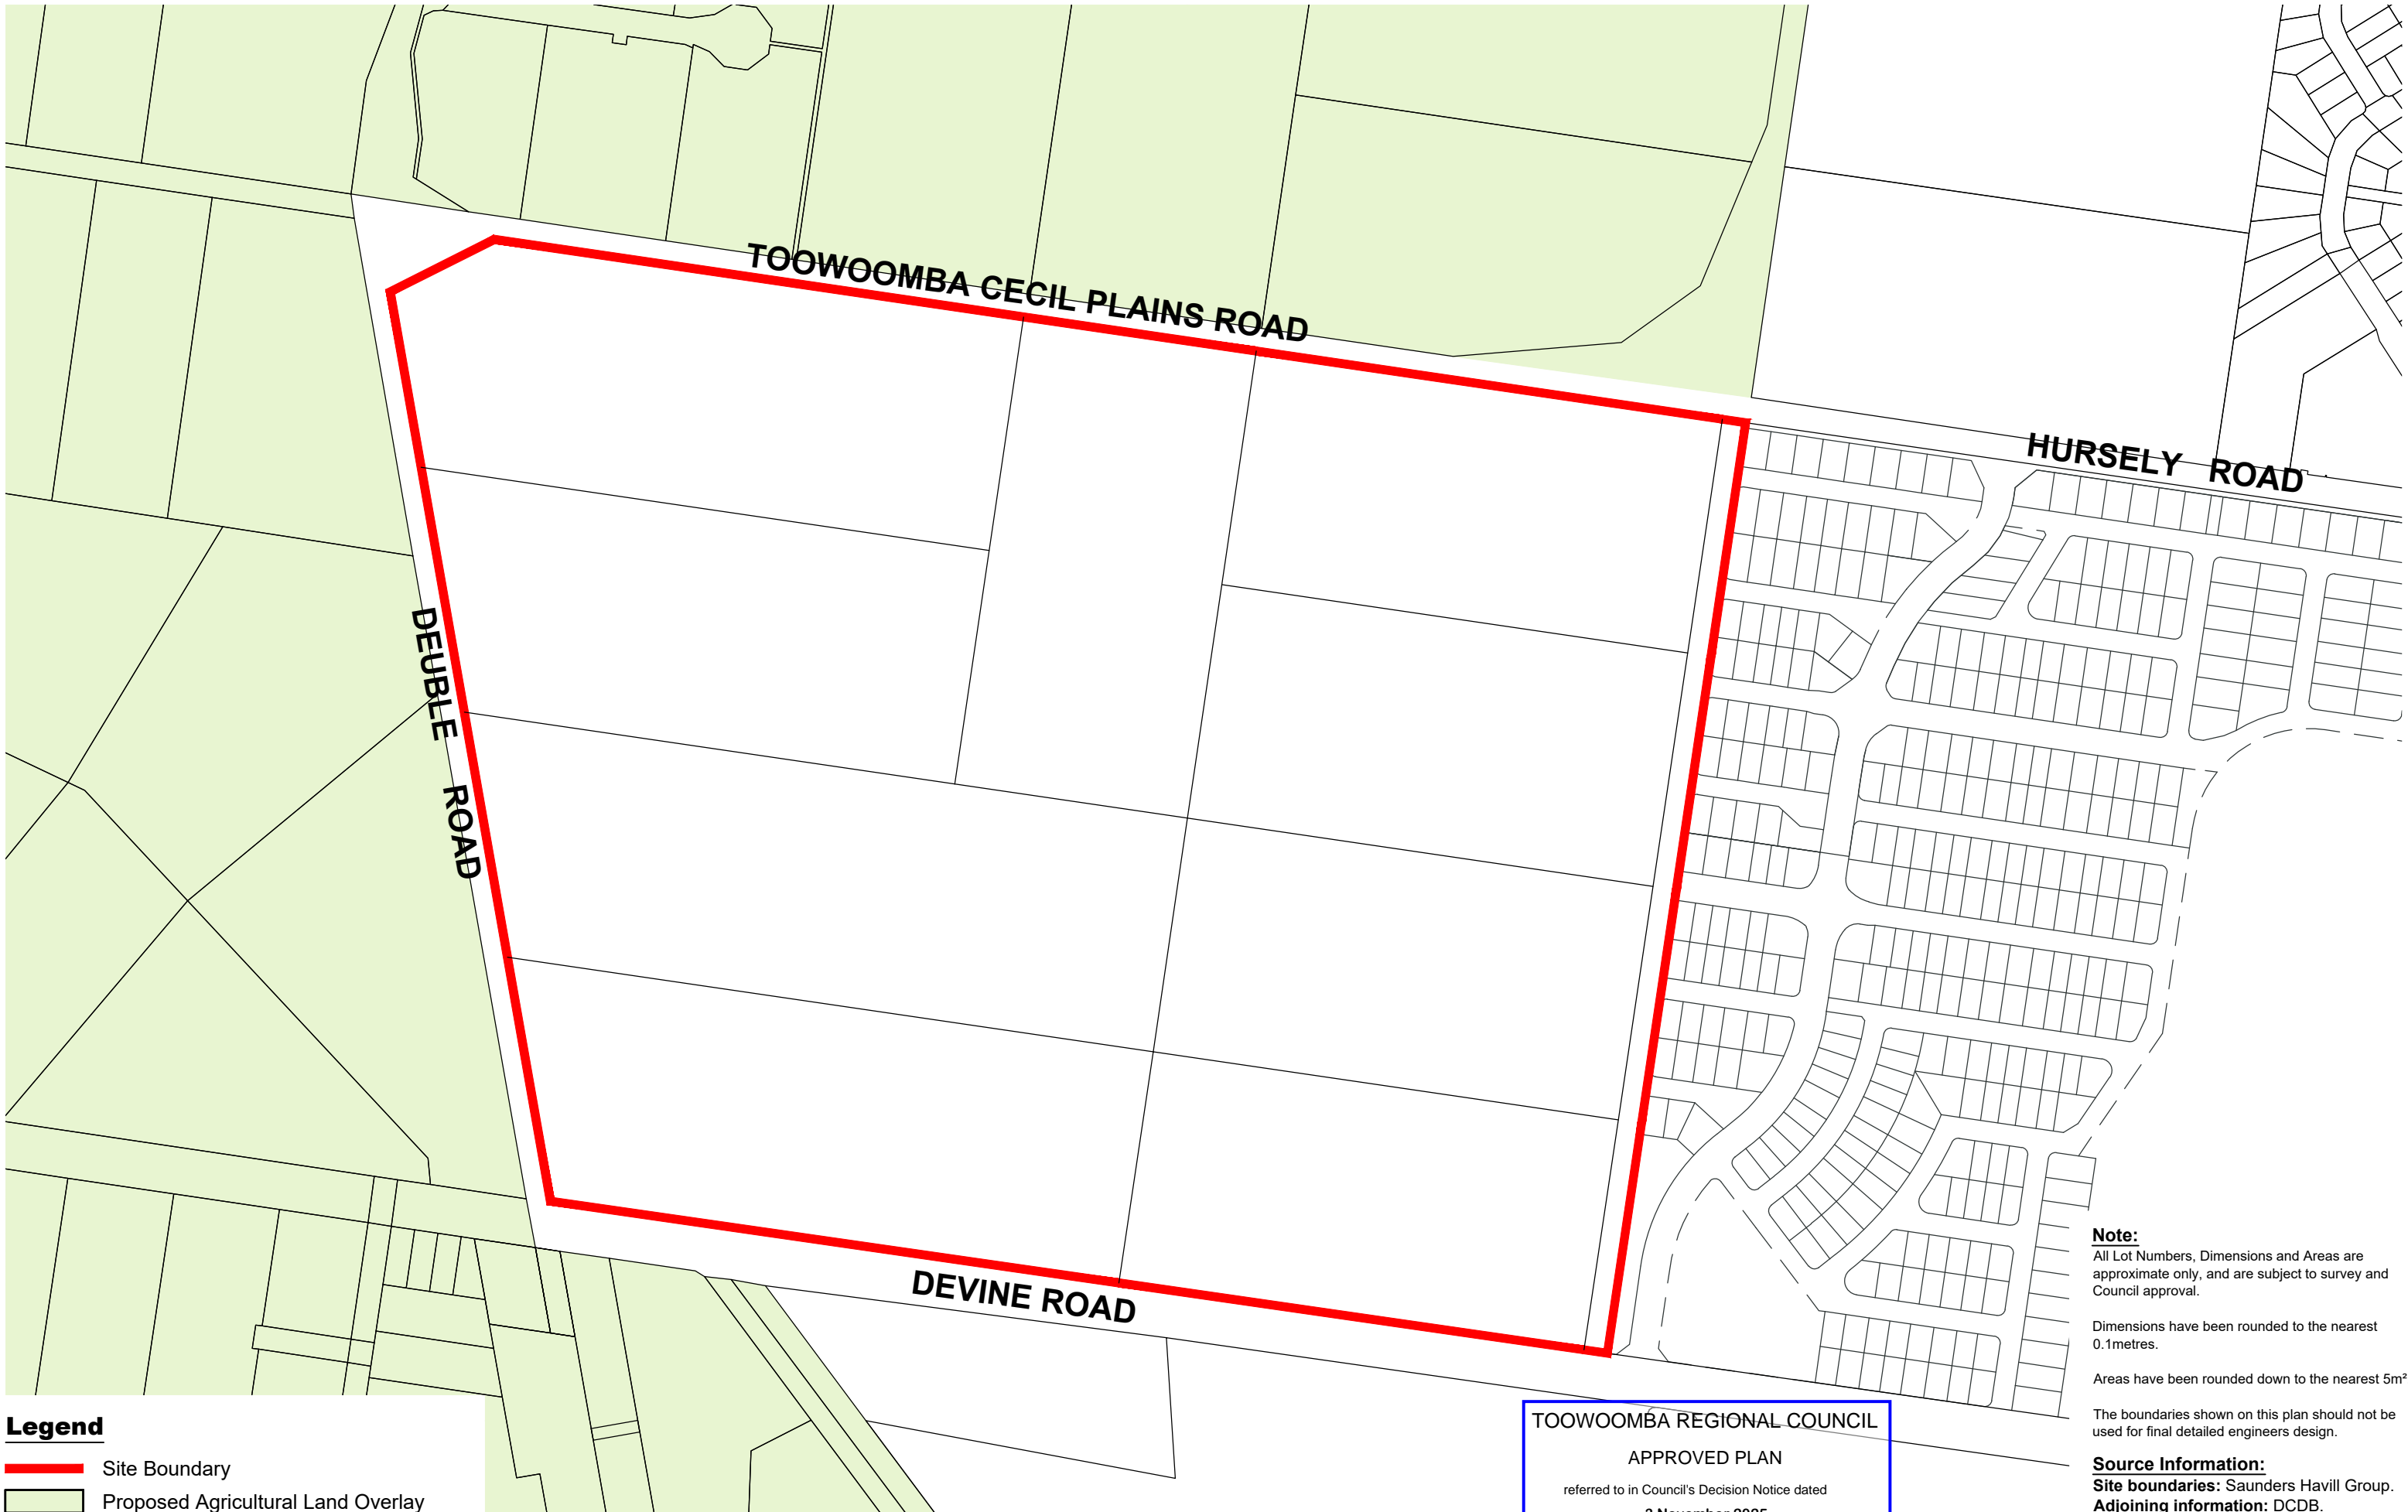 TOOWOOMBA CECIL PLAINS ROAD
HURSELY ROAD
DEUBLE ROAD
DEVINE ROAD
Note:
All Lot Numbers, Dimensions and Areas are
approximate only, and are subject to survey and
Council approval.
Dimensions have been rounded to the nearest
0.1metres.
Areas have been rounded down to the nearest 5m²
The boundaries shown on this plan should not be
used for final detailed engineers design.
Source Information:
Site boundaries: Saunders Havill Group.
Adjoining information: DCDB.
Legend
Site Boundary
Proposed Agricultural Land Overlay
TOOWOOMBA REGIONAL COUNCIL
APPROVED PLAN
referred to in Council's Decision Notice dated
November 2025